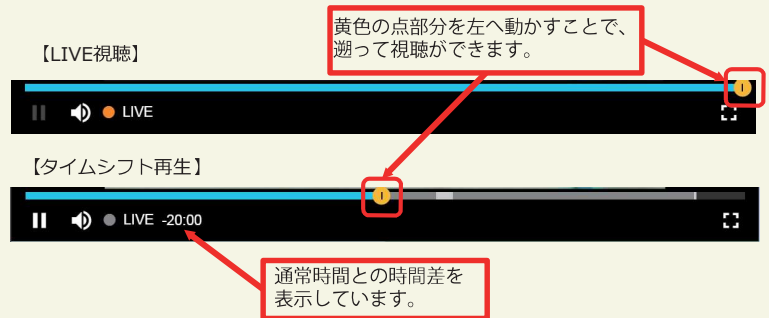 黄色の点部分を左へ動かすことで、
遡って視聴ができます。
【LIVE視聴】
LIVE
【タイムシフト再生】
LIVE -20:00
通常時間との時間差を
表示しています。